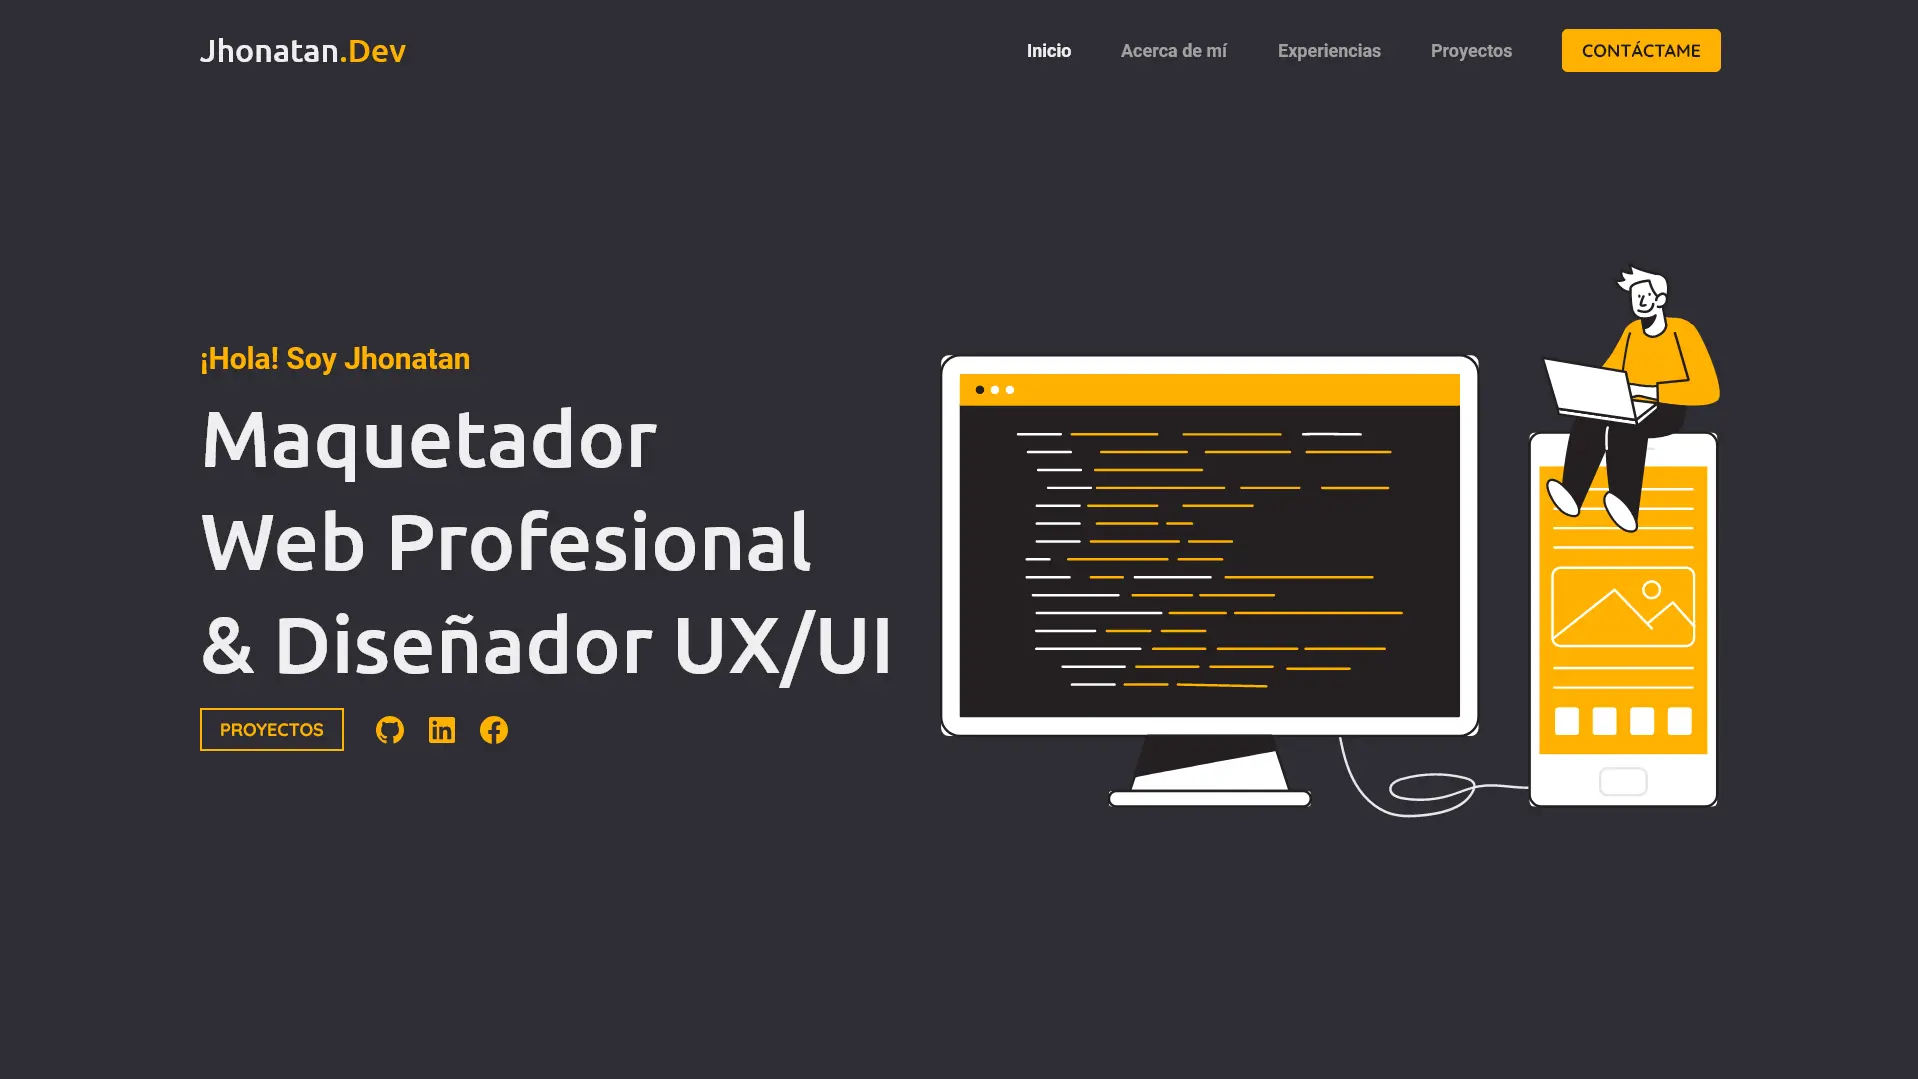 Jhonatan.Dev
Inicio
Acerca de mí
Experiencias
Proyectos
CONTÁCTAME
¡Hola! Soy Jhonatan
Maquetador
Web Profesional
& Diseñador UX/UI
PROYECTOS